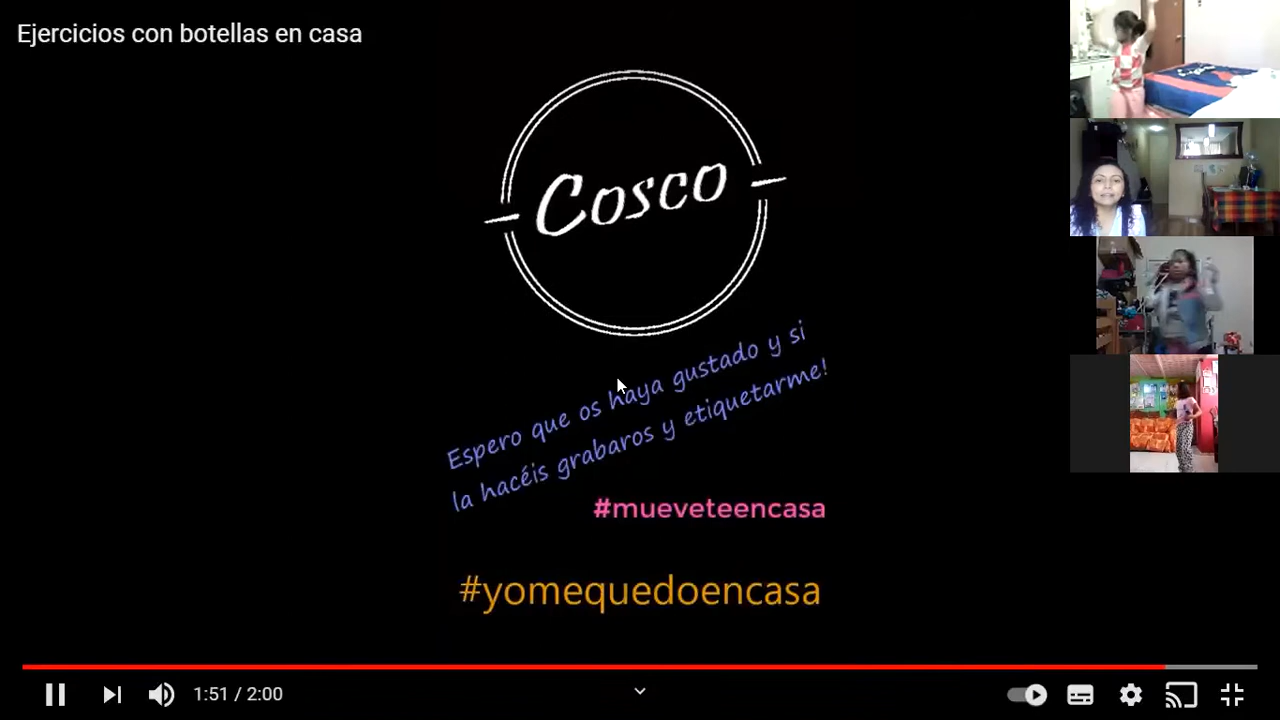 Ejercicios con botellas en casa
Cosco
Espero que os haya gustado y si
la hacéis grabaros y etiquetarme!
#mueveteencasa
#yomequedoencasa
1:51 / 2:00